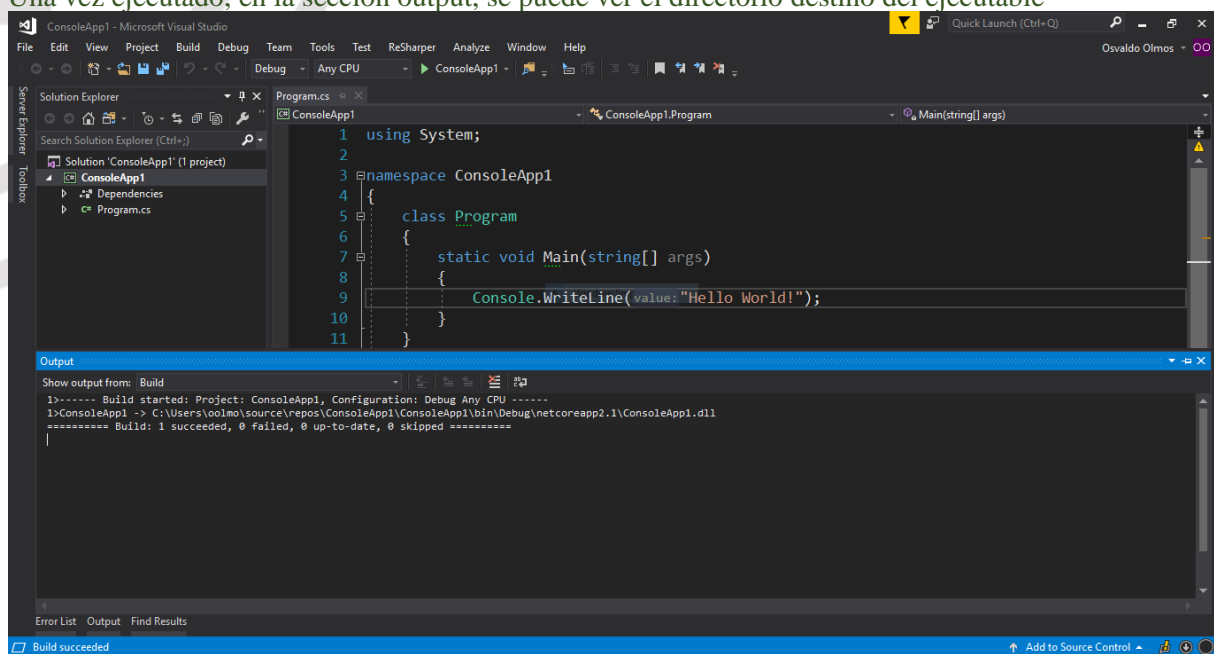 Una vez ejecutado, en la sección output, se puede ver el directorio destino del ejecutable
ConsoleApp1 - Microsoft Visual Studio
Quick Launch (Ctrl+Q)
File Edit View Project Build Debug Team Tools Test ReSharper Analyze Window Help
Osvaldo Olmos OO
Debug Any CPU ConsoleApp1
Server Explorer
Toolbox
Solution Explorer
Search Solution Explorer (Ctrl+;)
Solution 'ConsoleApp1' (1 project)
C# ConsoleApp1
Dependencies
C# Program.cs
Program.cs
C# ConsoleApp1 ConsoleApp1.Program Main(string[] args)
1 using System;
2
3 namespace ConsoleApp1
4 {
5 class Program
6 {
7 static void Main(string[] args)
8 {
9 Console.WriteLine(value: "Hello World!");
10 }
11 }
Output
Show output from: Build
1>------ Build started: Project: ConsoleApp1, Configuration: Debug Any CPU ------
1>ConsoleApp1 -> C:\Users\oolmo\source\repos\ConsoleApp1\ConsoleApp1\bin\Debug\netcoreapp2.1\ConsoleApp1.dll
========== Build: 1 succeeded, 0 failed, 0 up-to-date, 0 skipped ==========
Error List Output Find Results
Build succeeded
Add to Source Control